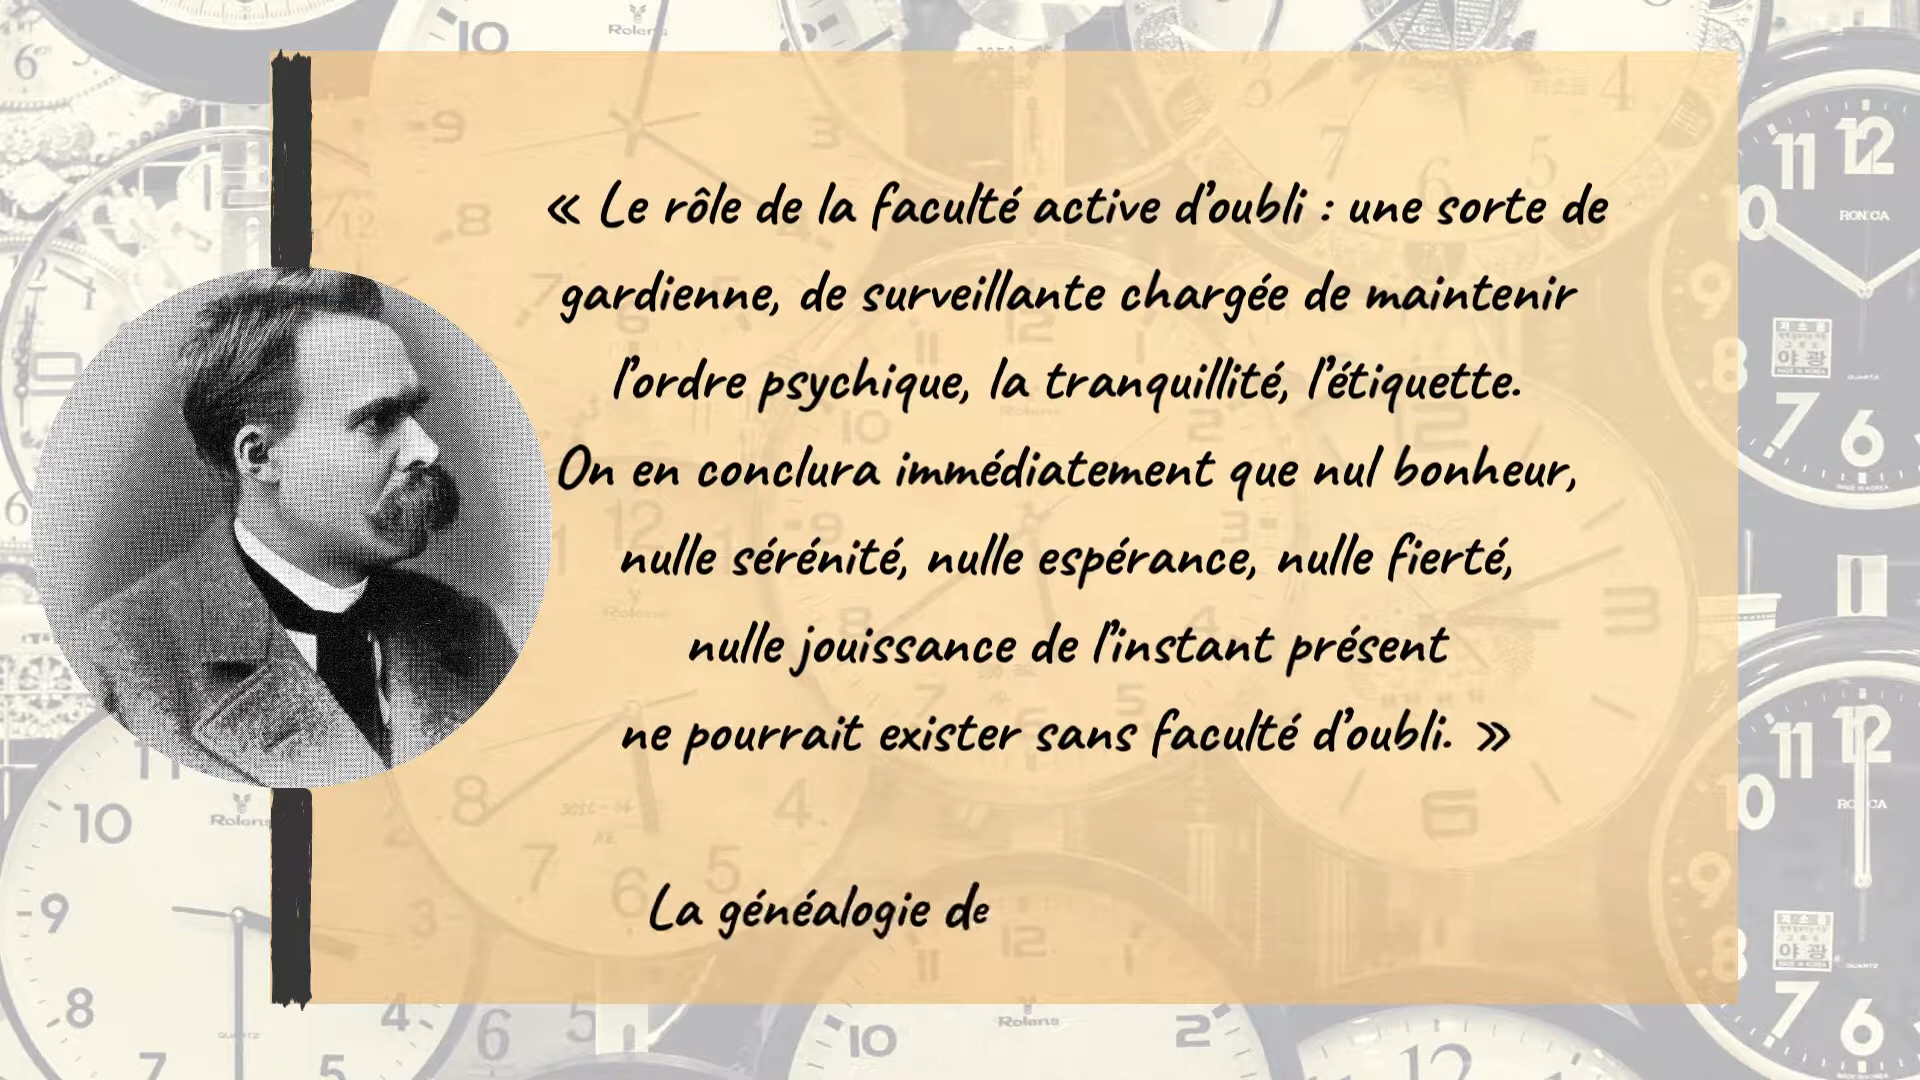 « Le rôle de la faculté active d’oubli : une sorte de
gardienne, de surveillante chargée de maintenir
l’ordre psychique, la tranquillité, l’étiquette.
On en conclura immédiatement que nul bonheur,
nulle sérénité, nulle espérance, nulle fierté,
nulle jouissance de l’instant présent
ne pourrait exister sans faculté d’oubli. »
La généalogie de